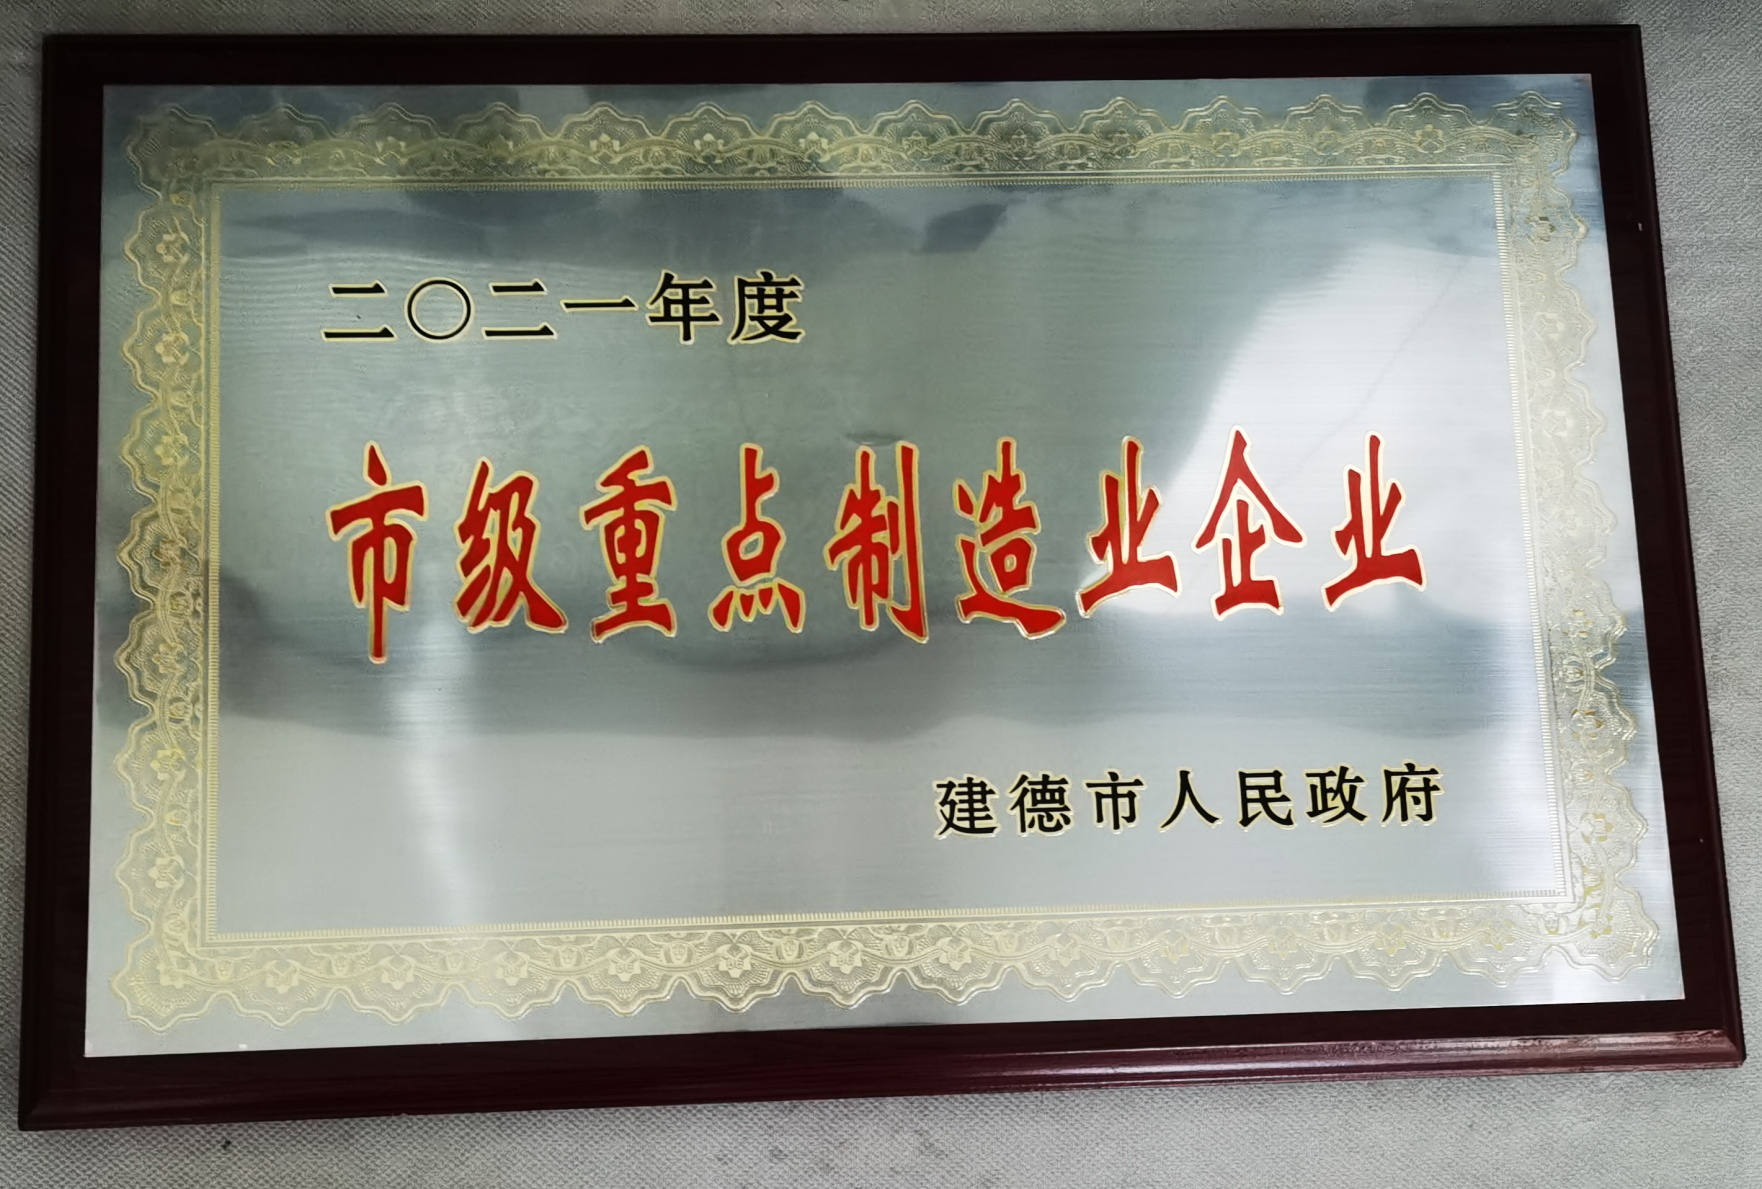 二〇二一年度
市级重点制造业企业
建德市人民政府